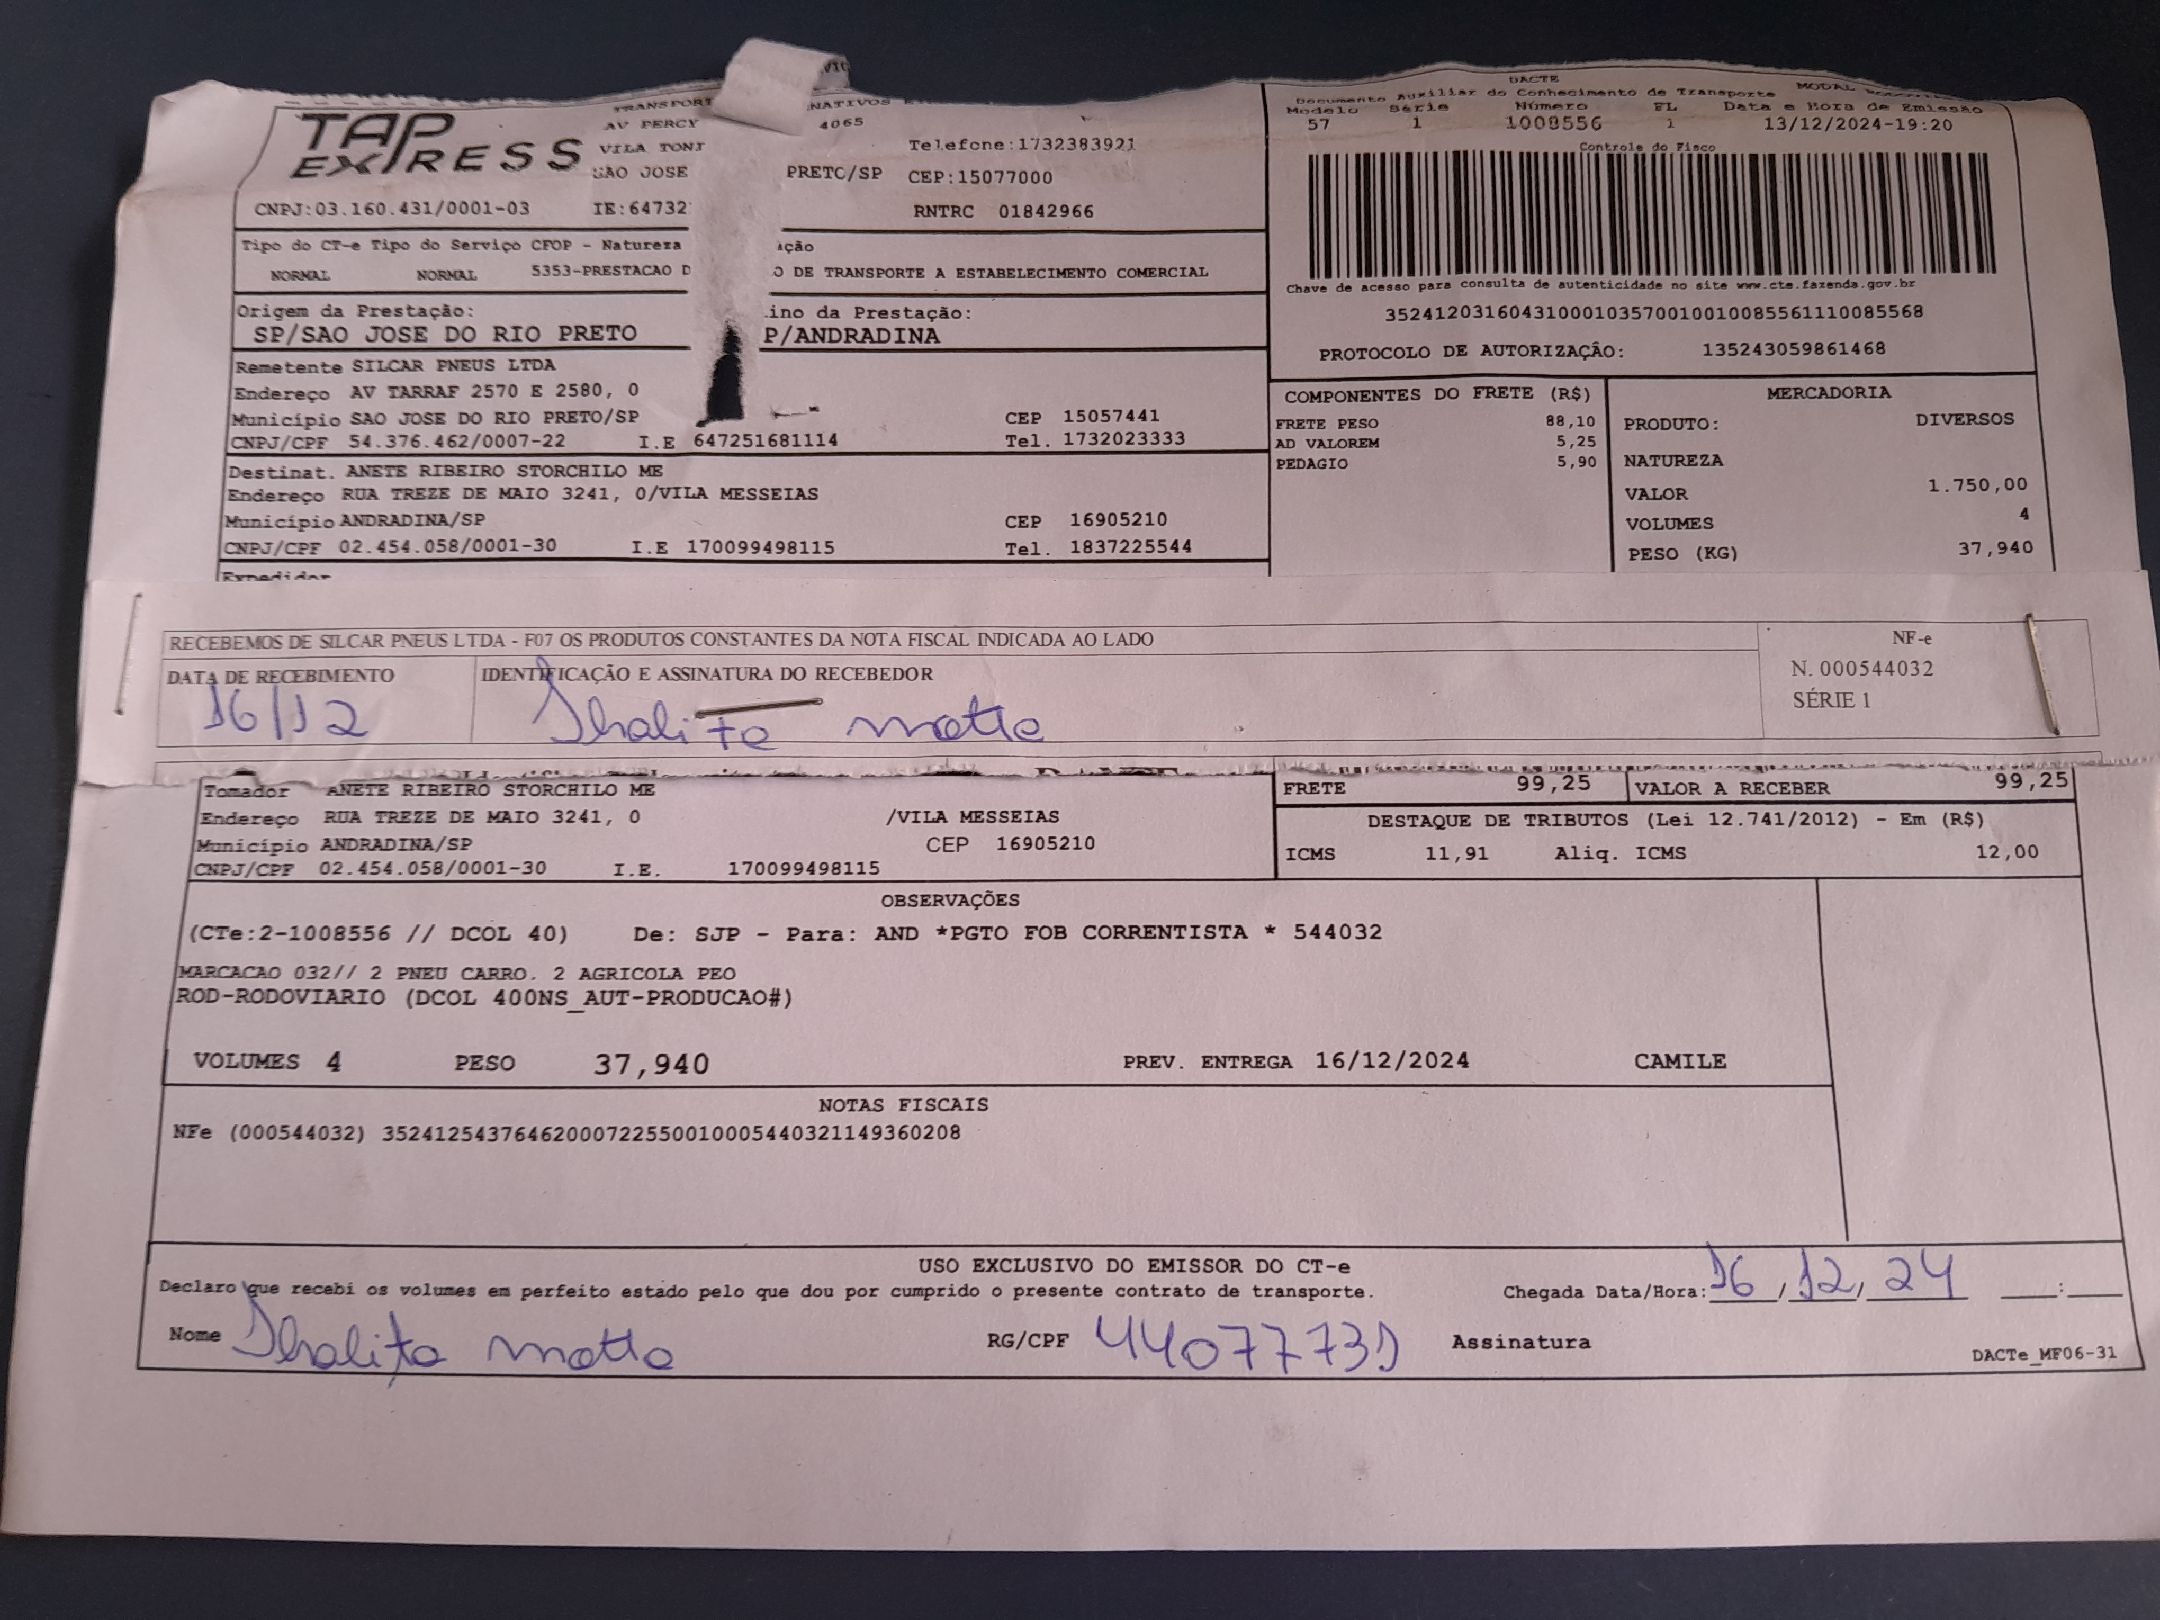 TAP
EXPRESS
TRANSPORT NATIVOS
AV PERCY 4065
VILA TONI Telefone:1732383921
SAO JOSE PRETO/SP CEP:15077000
CNPJ:03.160.431/0001-03 IE:64732 RNTRC 01842966
Tipo do CT-e Tipo do Serviço CFOP - Natureza ação
NORMAL NORMAL 5353-PRESTACAO D O DE TRANSPORTE A ESTABELECIMENTO COMERCIAL
Origem da Prestação: ino da Prestação:
SP/SAO JOSE DO RIO PRETO P/ANDRADINA
Remetente SILCAR PNEUS LTDA
Endereço AV TARRAF 2570 E 2580, 0
Município SAO JOSE DO RIO PRETO/SP CEP 15057441
CNPJ/CPF 54.376.462/0007-22 I.E 647251681114 Tel. 1732023333
Destinat. ANETE RIBEIRO STORCHILO ME
Endereço RUA TREZE DE MAIO 3241, 0/VILA MESSEIAS
Município ANDRADINA/SP CEP 16905210
CNPJ/CPF 02.454.058/0001-30 I.E 170099498115 Tel. 1837225544
Expedidor
DACTE
Documento Auxiliar do Conhecimento de Transporte MODAL
Modelo Série Número FL Data e Hora de Emissão
57 1 1008556 1 13/12/2024-19:20
Controle do Fisco
Chave de acesso para consulta de autenticidade no site www.cte.fazenda.gov.br
35241203160431000103570010010085561110085568
PROTOCOLO DE AUTORIZAÇÃO: 135243059861468
COMPONENTES DO FRETE (R$)
FRETE PESO 88,10
AD VALOREM 5,25
PEDAGIO 5,90
MERCADORIA
PRODUTO: DIVERSOS
NATUREZA
VALOR 1.750,00
VOLUMES 4
PESO (KG) 37,940
RECEBEMOS DE SILCAR PNEUS LTDA - F07 OS PRODUTOS CONSTANTES DA NOTA FISCAL INDICADA AO LADO
DATA DE RECEBIMENTO IDENTIFICAÇÃO E ASSINATURA DO RECEBEDOR
16/12 Thalita motta
NF-e
N. 000544032
SÉRIE 1
Tomador ANETE RIBEIRO STORCHILO ME
Endereço RUA TREZE DE MAIO 3241, 0 /VILA MESSEIAS
Município ANDRADINA/SP CEP 16905210
CNPJ/CPF 02.454.058/0001-30 I.E. 170099498115
FRETE 99,25 VALOR A RECEBER 99,25
DESTAQUE DE TRIBUTOS (Lei 12.741/2012) - Em (R$)
ICMS 11,91 Aliq. ICMS 12,00
OBSERVAÇÕES
(CTe:2-1008556 // DCOL 40) De: SJP - Para: AND *PGTO FOB CORRENTISTA * 544032
MARCACAO 032// 2 PNEU CARRO. 2 AGRICOLA PEO
ROD-RODOVIARIO (DCOL 400NS_AUT-PRODUCAO#)
VOLUMES 4 PESO 37,940 PREV. ENTREGA 16/12/2024 CAMILE
NOTAS FISCAIS
NFe (000544032) 35241254376462000722550010005440321149360208
USO EXCLUSIVO DO EMISSOR DO CT-e
Declaro que recebi os volumes em perfeito estado pelo que dou por cumprido o presente contrato de transporte. Chegada Data/Hora: 16/12/24 :
Nome Thalita motta RG/CPF 440777731 Assinatura
DACTe_MF06-31